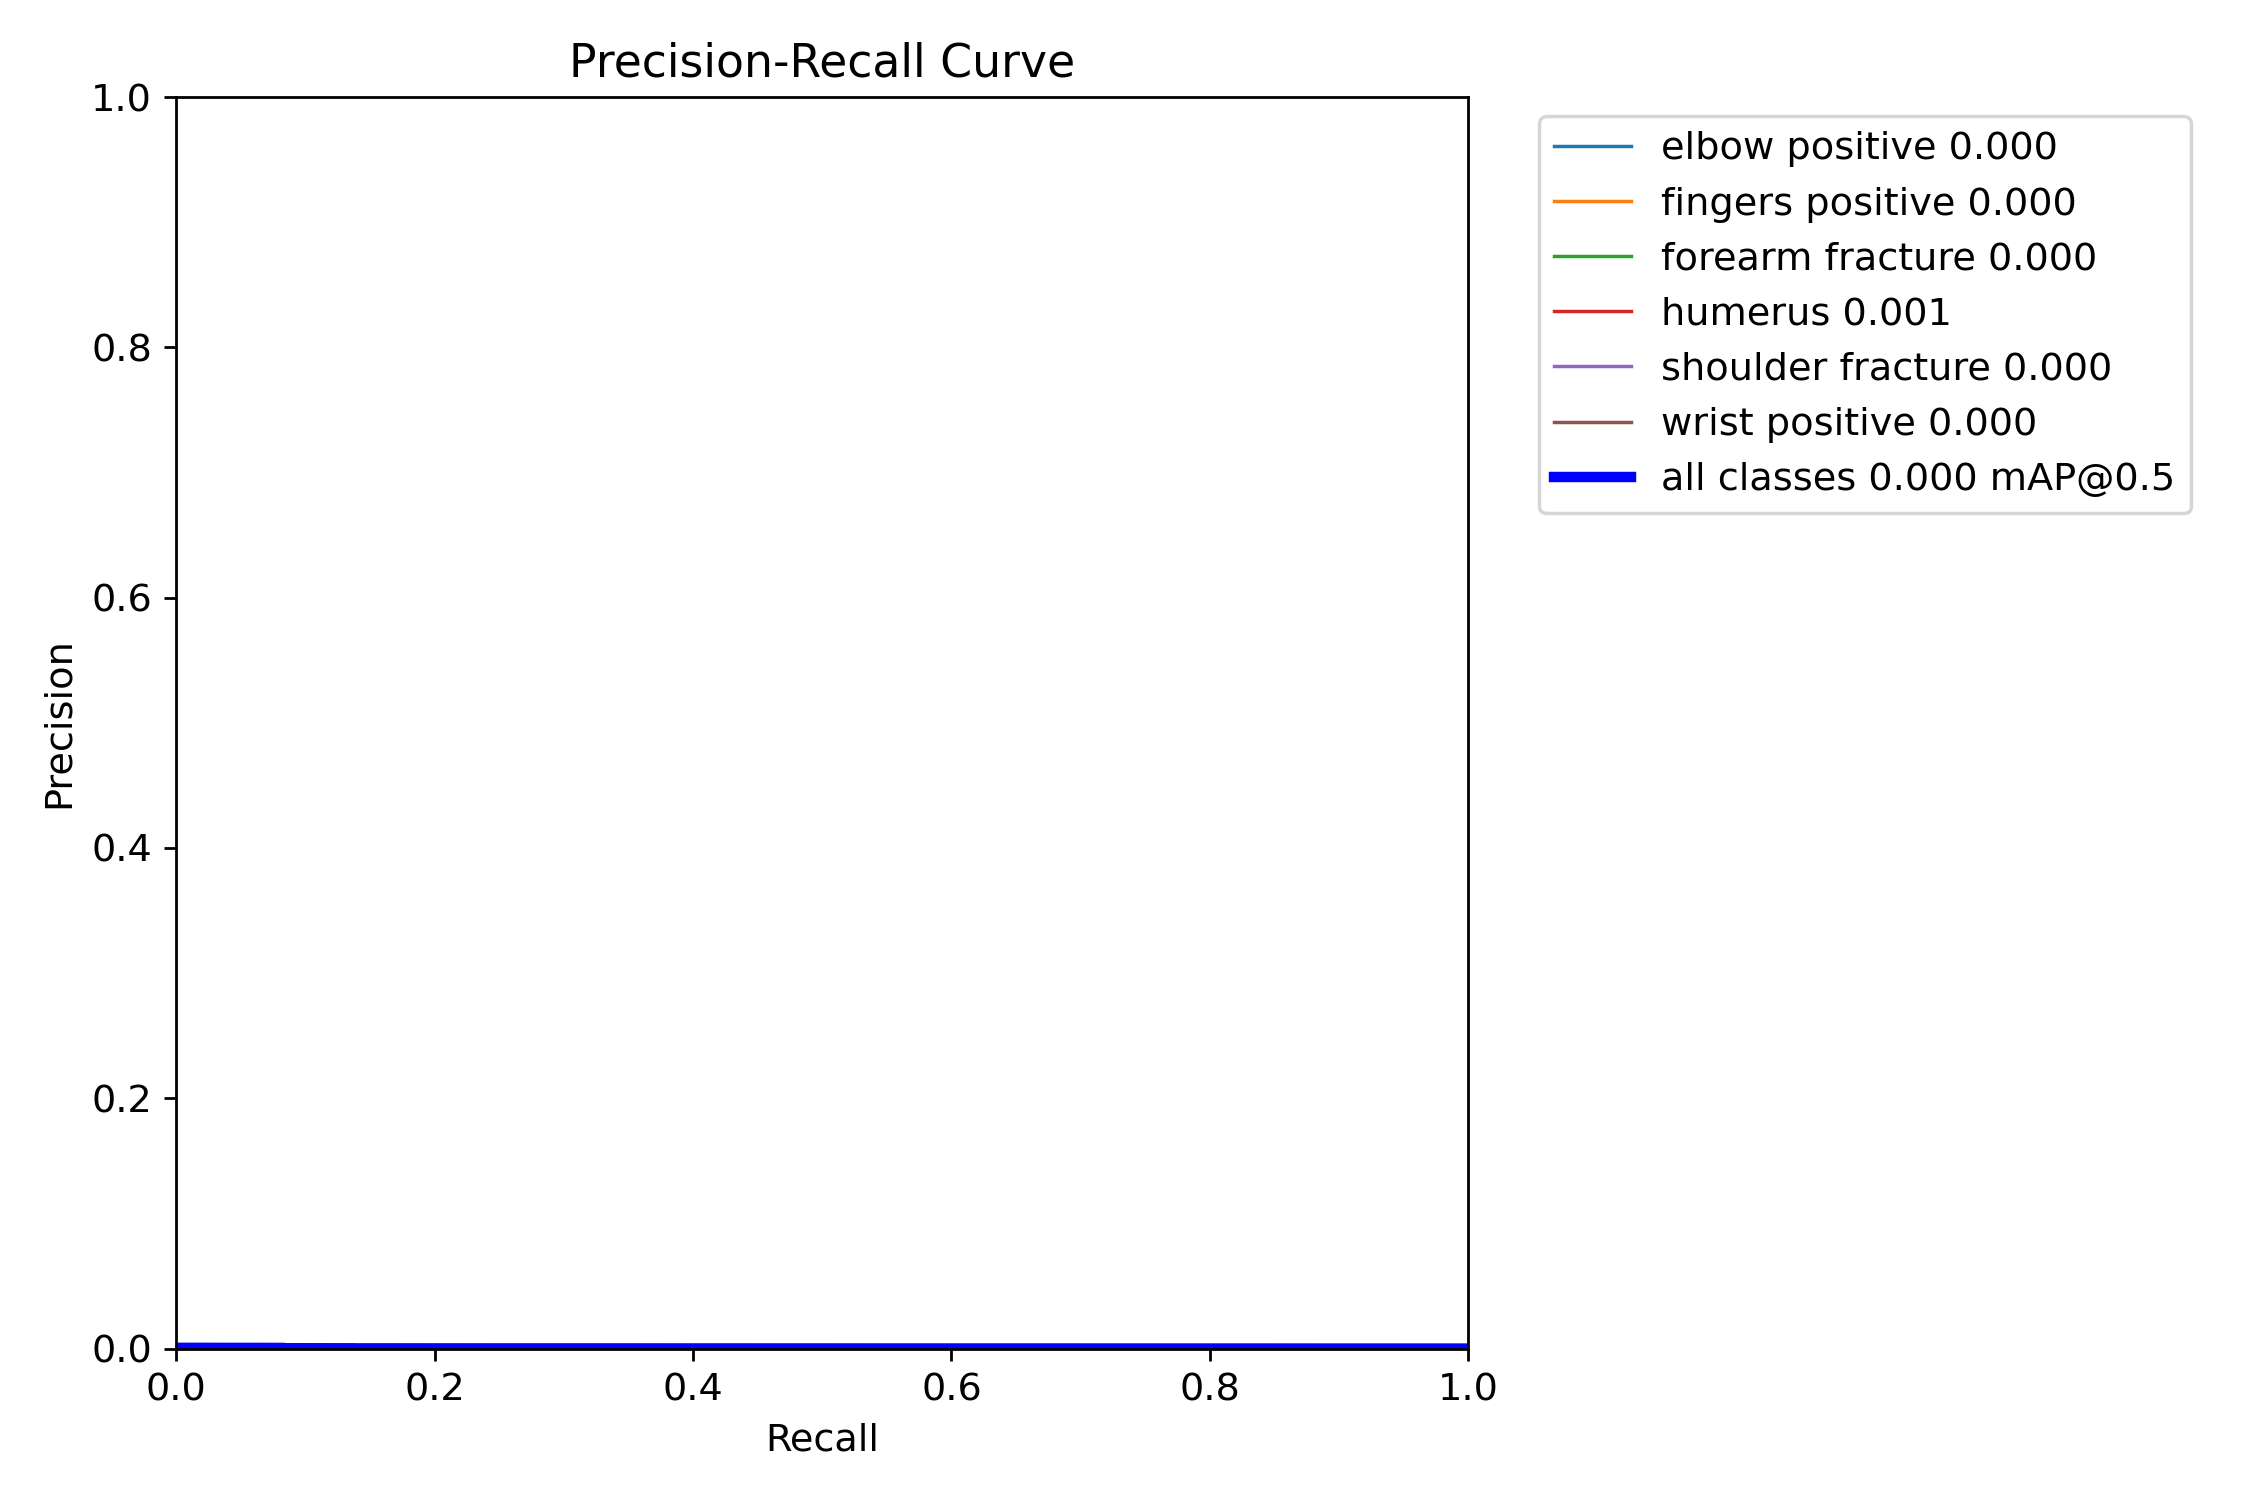 Precision-Recall Curve
1.0
0.8
0.6
0.4
0.2
0.0
Precision
0.0 0.2 0.4 0.6 0.8 1.0
Recall
elbow positive 0.000
fingers positive 0.000
forearm fracture 0.000
humerus 0.001
shoulder fracture 0.000
wrist positive 0.000
all classes 0.000 mAP@0.5